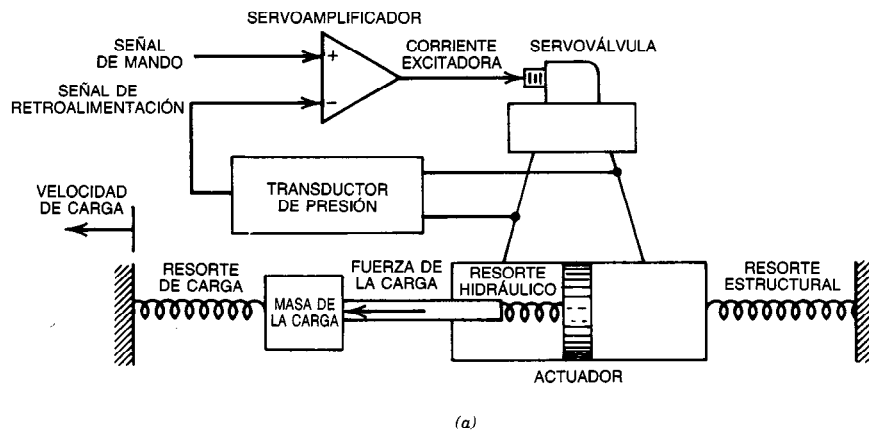 SERVOAMPLIFICADOR
SEÑAL
DE MANDO
+
CORRIENTE
EXCITADORA
SERVOVÁLVULA
SEÑAL DE
RETROALIMENTACIÓN
−
TRANSDUCTOR
DE PRESIÓN
VELOCIDAD
DE CARGA
RESORTE
DE CARGA
MASA DE
LA CARGA
FUERZA DE
LA CARGA
RESORTE
HIDRÁULICO
RESORTE
ESTRUCTURAL
ACTUADOR
(a)